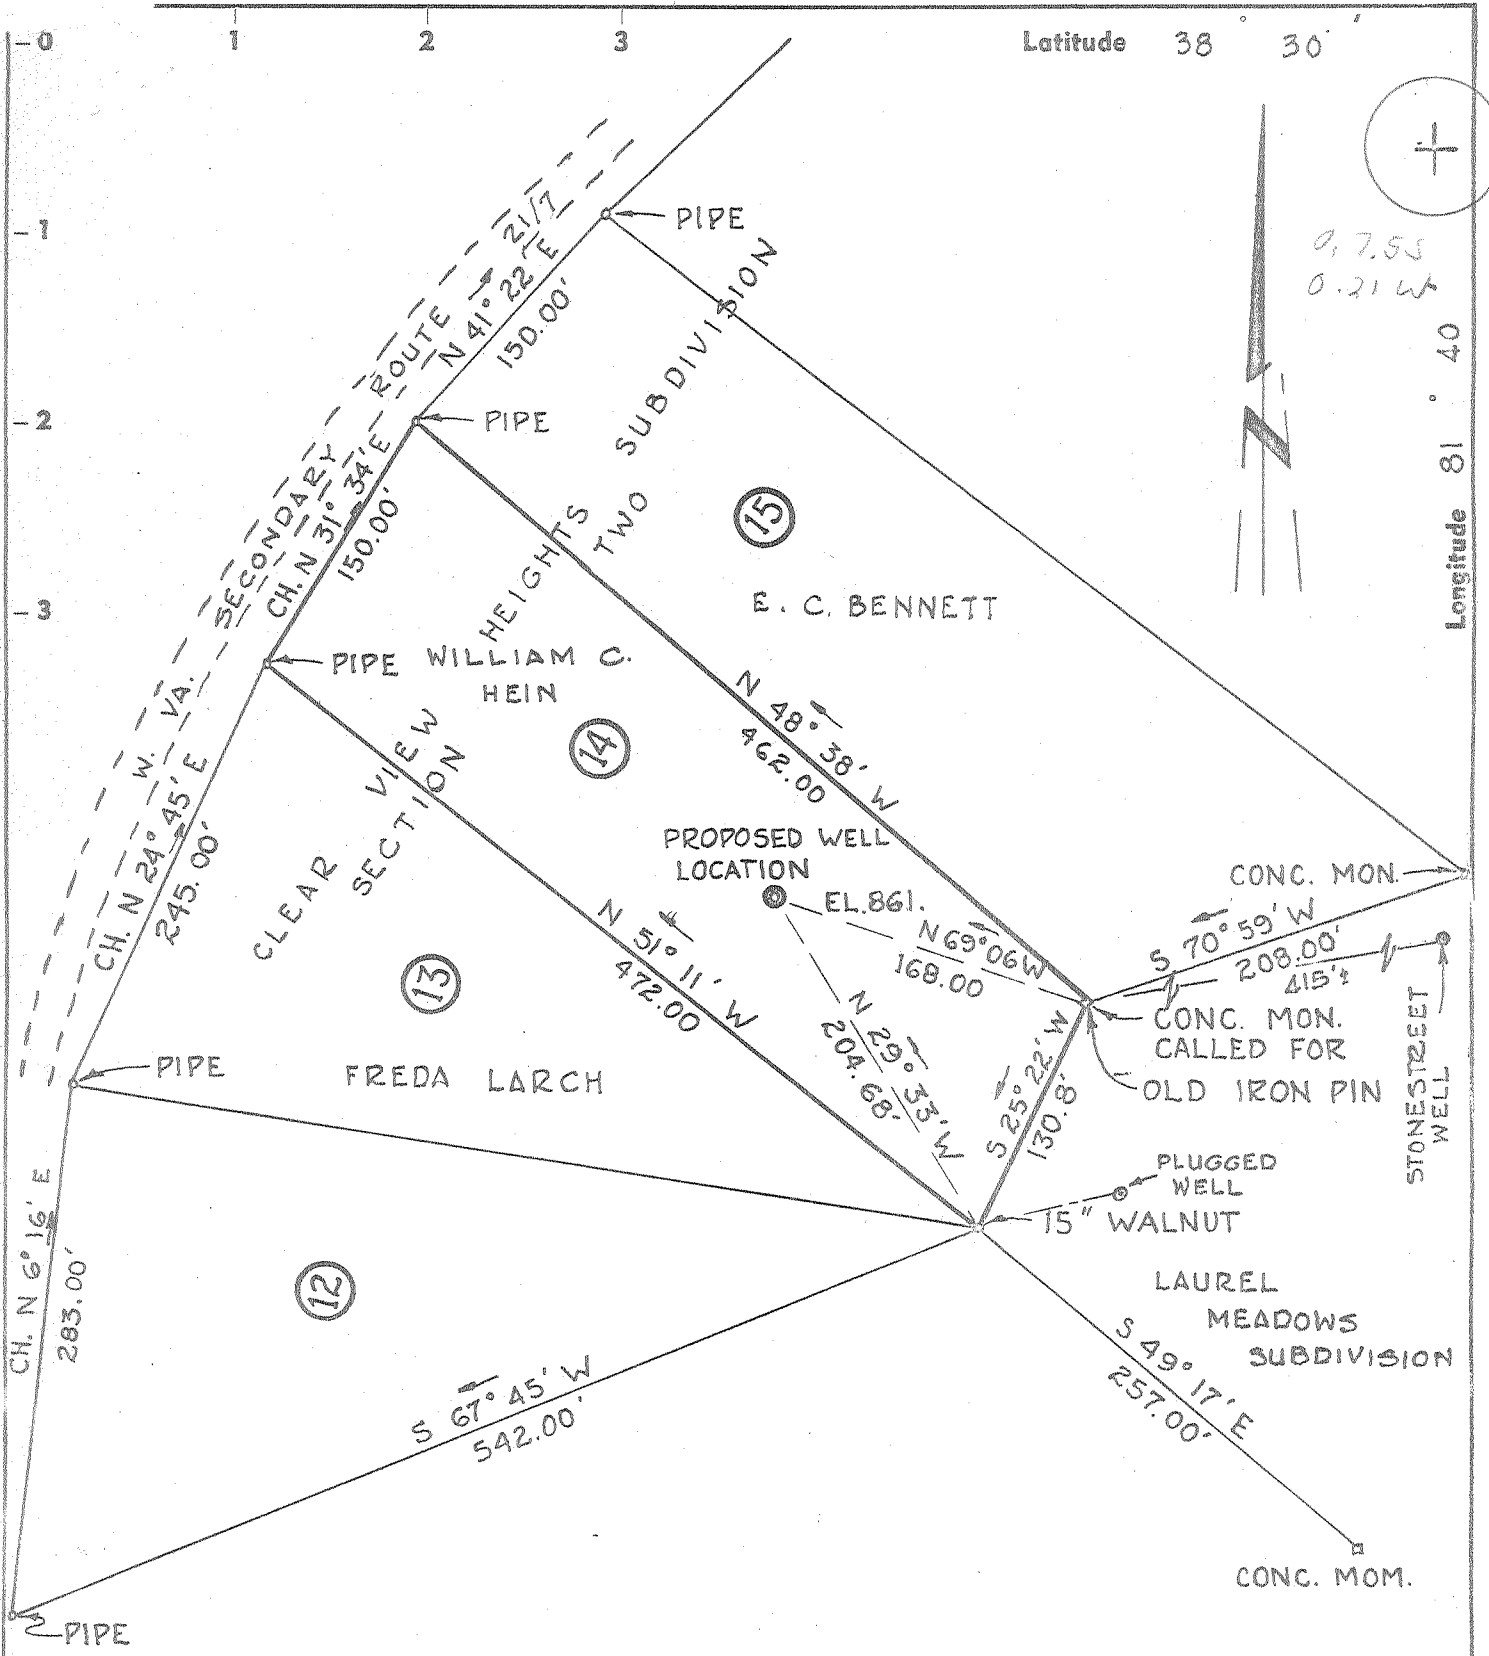 0 1 2 3 Latitude 38° 30'
1
2
3
PIPE
0.21 W
Longitude 81° 40
W. VA. SECONDARY ROUTE 21/7
N 41° 22' E
150.00'
PIPE
CH. N 31° 34' E
150.00'
PIPE
CH. N 24° 45' E
245.00'
PIPE
CH. N 6° 16' E
283.00'
PIPE
CLEAR VIEW HEIGHTS SUBDIVISION
SECTION TWO
15
E. C. BENNETT
WILLIAM C.
HEIN
14
N 48° 38' W
462.00
PROPOSED WELL
LOCATION
EL. 861.
N 69° 06 W
168.00
N 29° 33' W
204.68'
N 51° 11' W
472.00
13
FREDA LARCH
12
S 67° 45' W
542.00'
CONC. MON.
S 70° 59' W
208.00'
415'±
STONESTREET
WELL
CONC. MON.
CALLED FOR
OLD IRON PIN
S 25° 22' W
130.8'
PLUGGED
WELL
15" WALNUT
LAUREL
MEADOWS
SUBDIVISION
S 49° 17' E
257.00'
CONC. MOM.